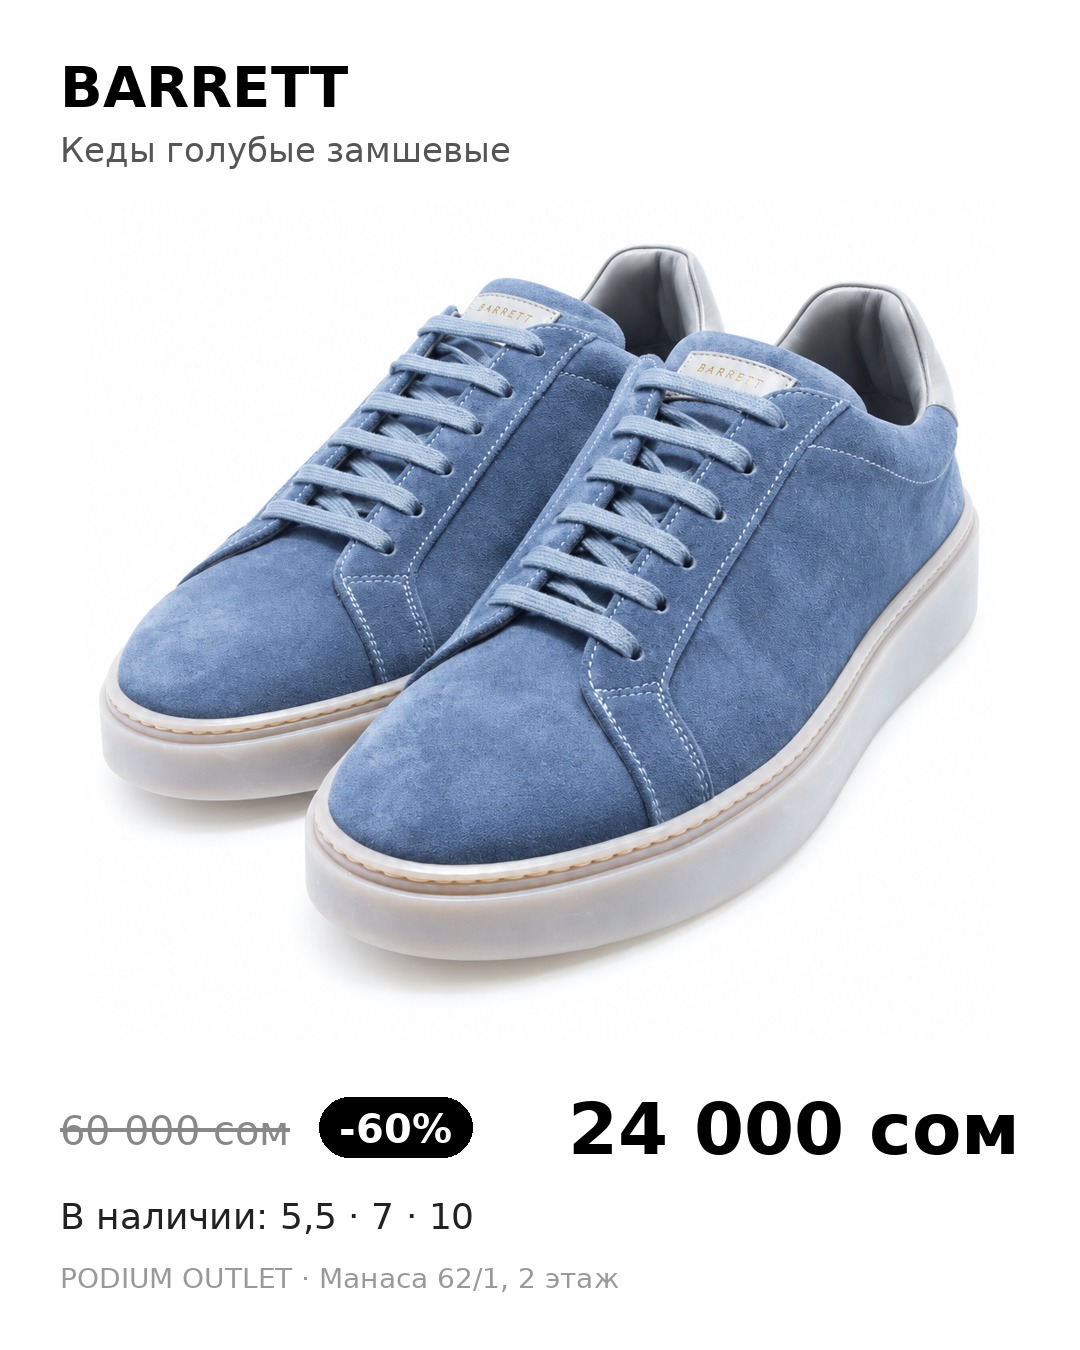 BARRETT
Кеды голубые замшевые
BARRETT
BARRETT
60 000 сом
-60%
24 000 сом
В наличии: 5,5 · 7 · 10
PODIUM OUTLET · Манаса 62/1, 2 этаж